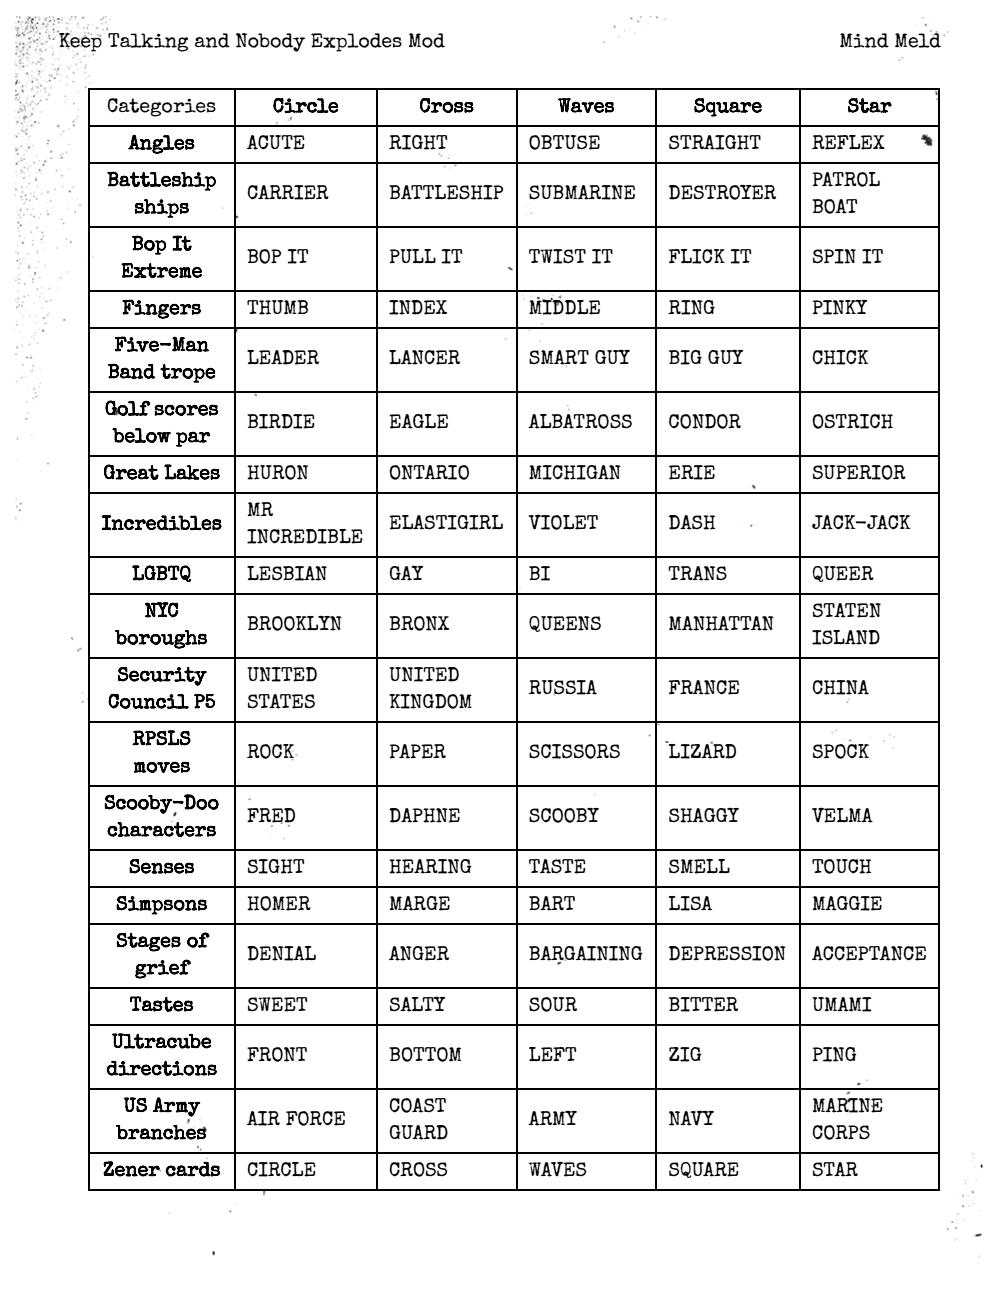 Keep Talking and Nobody Explodes Mod Mind Meld
Categories Circle Cross Waves Square Star
Angles ACUTE RIGHT OBTUSE STRAIGHT REFLEX
Battleship ships CARRIER BATTLESHIP SUBMARINE DESTROYER PATROL BOAT
Bop It Extreme BOP IT PULL IT TWIST IT FLICK IT SPIN IT
Fingers THUMB INDEX MIDDLE RING PINKY
Five-Man Band trope LEADER LANCER SMART GUY BIG GUY CHICK
Golf scores below par BIRDIE EAGLE ALBATROSS CONDOR OSTRICH
Great Lakes HURON ONTARIO MICHIGAN ERIE SUPERIOR
Incredibles MR INCREDIBLE ELASTIGIRL VIOLET DASH JACK-JACK
LGBTQ LESBIAN GAY BI TRANS QUEER
NYC boroughs BROOKLYN BRONX QUEENS MANHATTAN STATEN ISLAND
Security Council P5 UNITED STATES UNITED KINGDOM RUSSIA FRANCE CHINA
RPSLS moves ROCK PAPER SCISSORS LIZARD SPOCK
Scooby-Doo characters FRED DAPHNE SCOOBY SHAGGY VELMA
Senses SIGHT HEARING TASTE SMELL TOUCH
Simpsons HOMER MARGE BART LISA MAGGIE
Stages of grief DENIAL ANGER BARGAINING DEPRESSION ACCEPTANCE
Tastes SWEET SALTY SOUR BITTER UMAMI
Ultracube directions FRONT BOTTOM LEFT ZIG PING
US Army branches AIR FORCE COAST GUARD ARMY NAVY MARINE CORPS
Zener cards CIRCLE CROSS WAVES SQUARE STAR